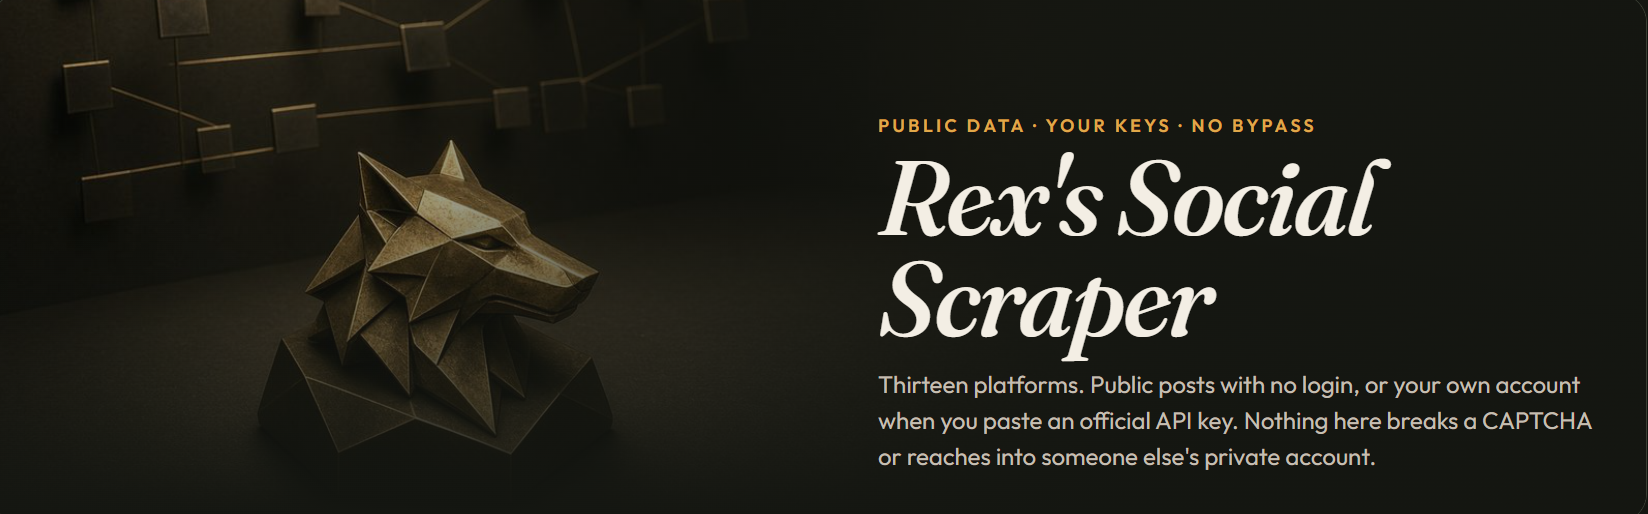 PUBLIC DATA · YOUR KEYS · NO BYPASS
Rex's Social
Scraper
Thirteen platforms. Public posts with no login, or your own account
when you paste an official API key. Nothing here breaks a CAPTCHA
or reaches into someone else's private account.